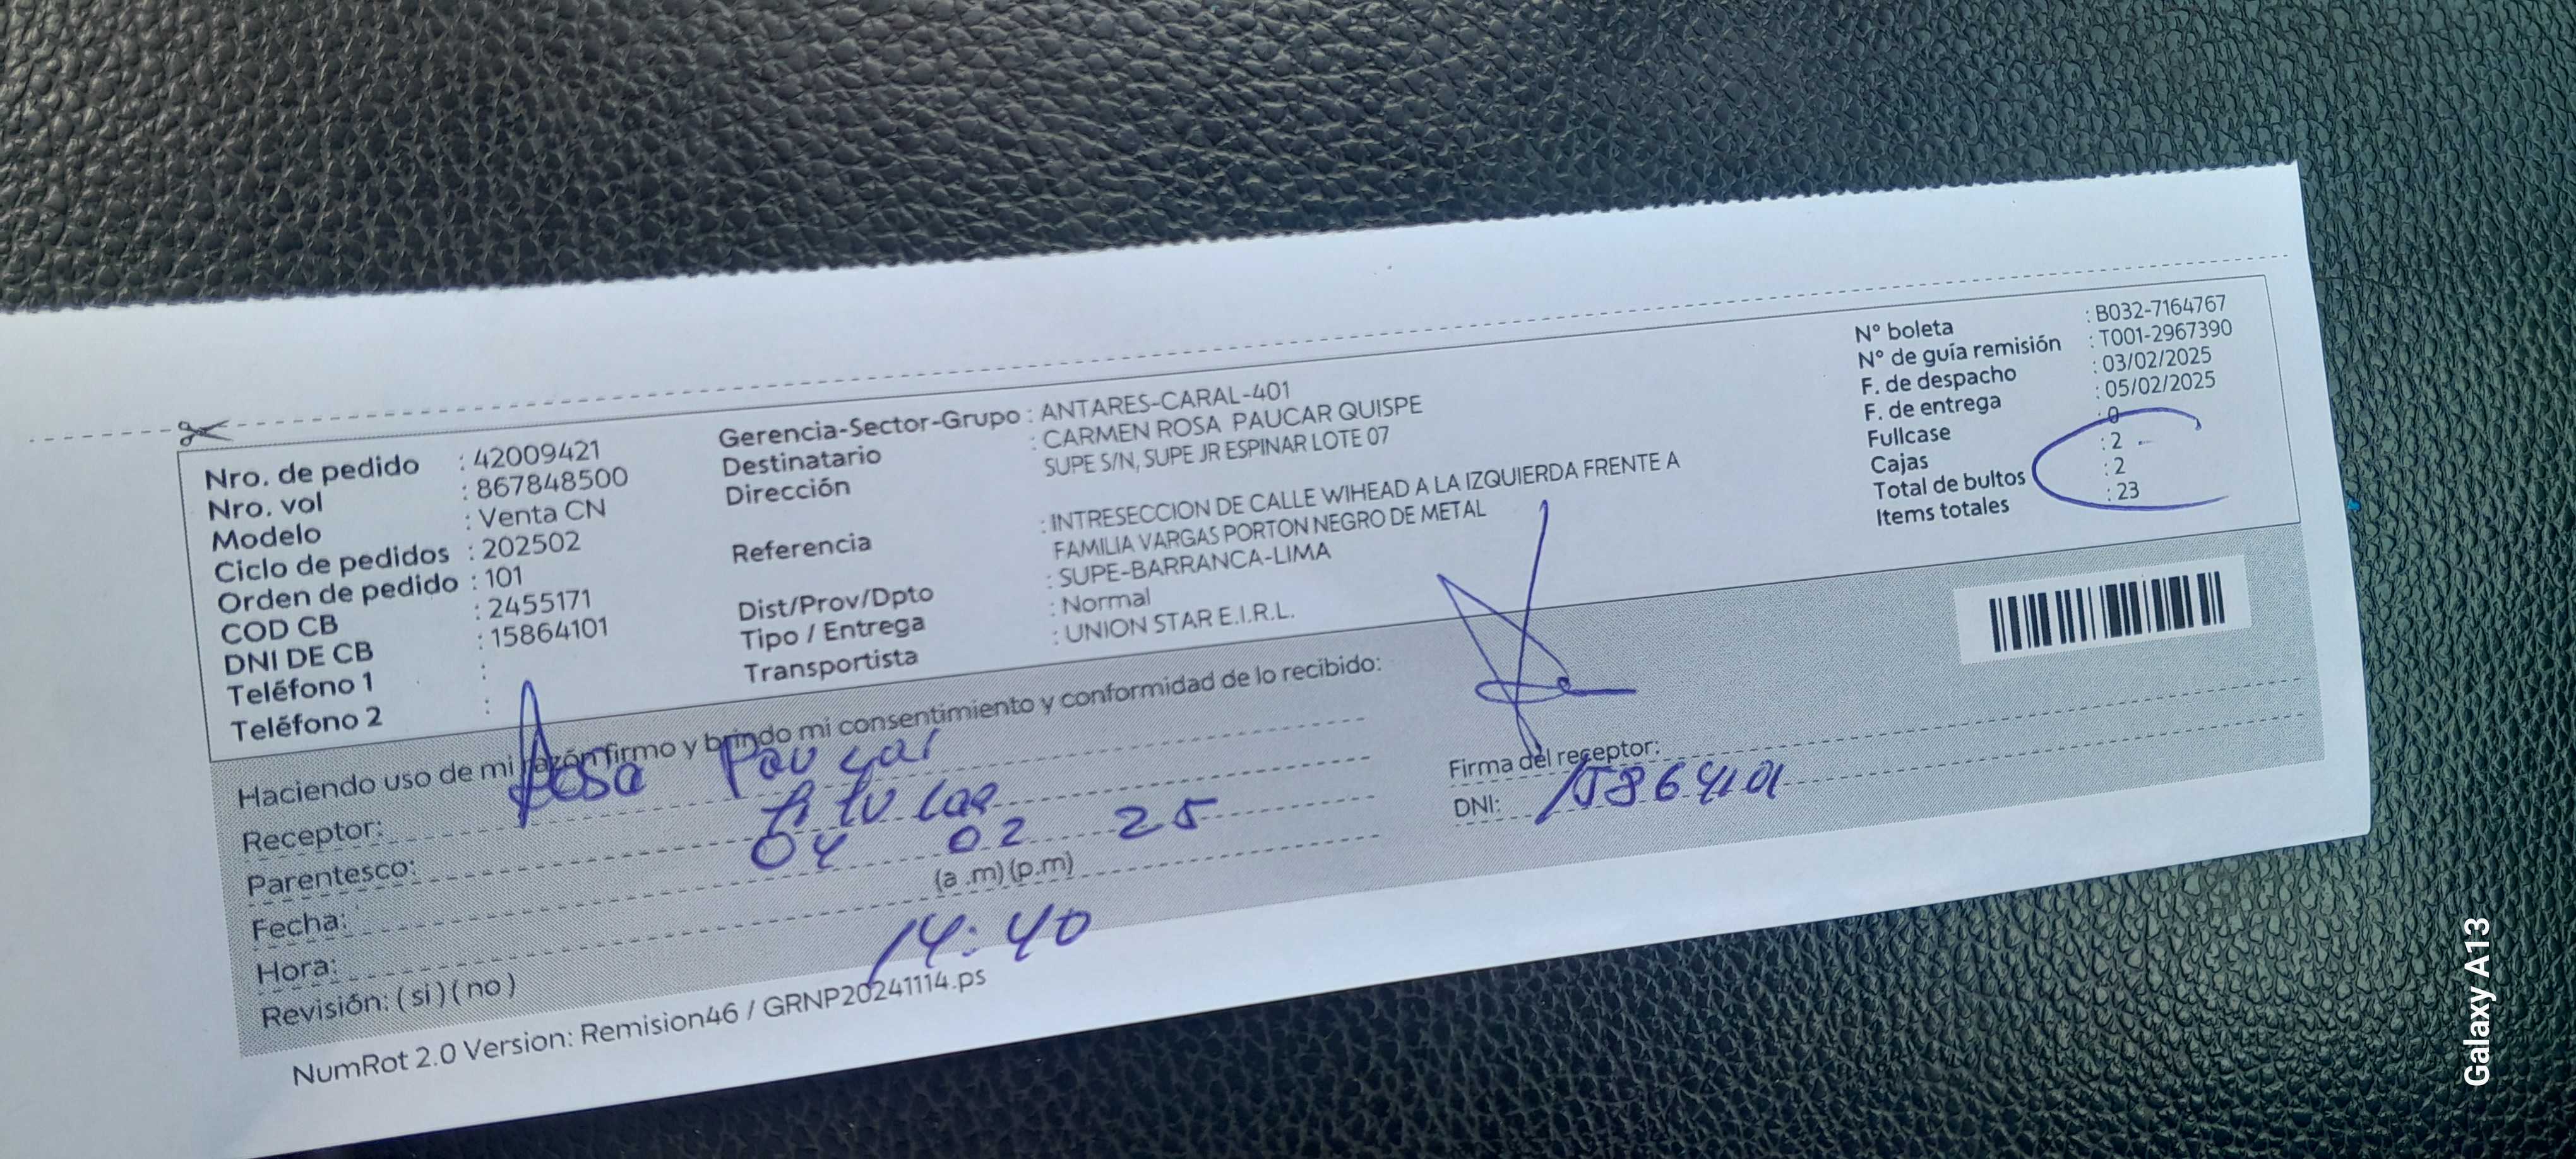 Nro. de pedido : 42009421
Nro. vol : 867848500
Modelo : Venta CN
Ciclo de pedidos : 202502
Orden de pedido : 101
COD CB : 2455171
DNI DE CB : 15864101
Teléfono 1 :
Teléfono 2 :
Gerencia-Sector-Grupo : ANTARES-CARAL-401
Destinatario : CARMEN ROSA PAUCAR QUISPE
Dirección SUPE S/N, SUPE JR ESPINAR LOTE 07
Referencia : INTRESECCION DE CALLE WIHEAD A LA IZQUIERDA FRENTE A
FAMILIA VARGAS PORTON NEGRO DE METAL
Dist/Prov/Dpto : SUPE-BARRANCA-LIMA
Tipo / Entrega : Normal
Transportista : UNION STAR E.I.R.L.
N° boleta : B032-7164767
N° de guía remisión : T001-2967390
F. de despacho : 03/02/2025
F. de entrega : 05/02/2025
Fullcase : 0
Cajas : 2
Total de bultos : 2
Items totales : 23
Haciendo uso de mi razón firmo y brindo mi consentimiento y conformidad de lo recibido:
Receptor: Rosa Paucar
Parentesco: Titular
Fecha: 04 02 25
Hora: (a .m) (p.m)
14:40
Revisión: ( si ) ( no )
Firma del receptor:
DNI: 15864101
NumRot 2.0 Version: Remision46 / GRNP20241114.ps
Galaxy A13